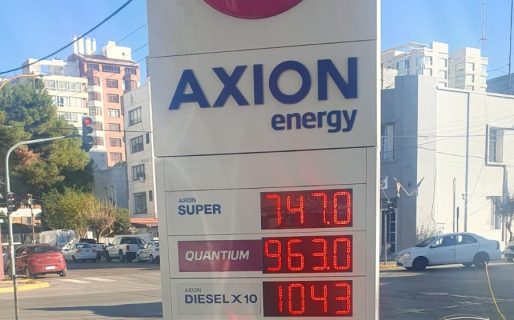 AXION
energy
AXION
SUPER 747.0
QUANTIUM 963.0
AXION
DIESEL X10 1043